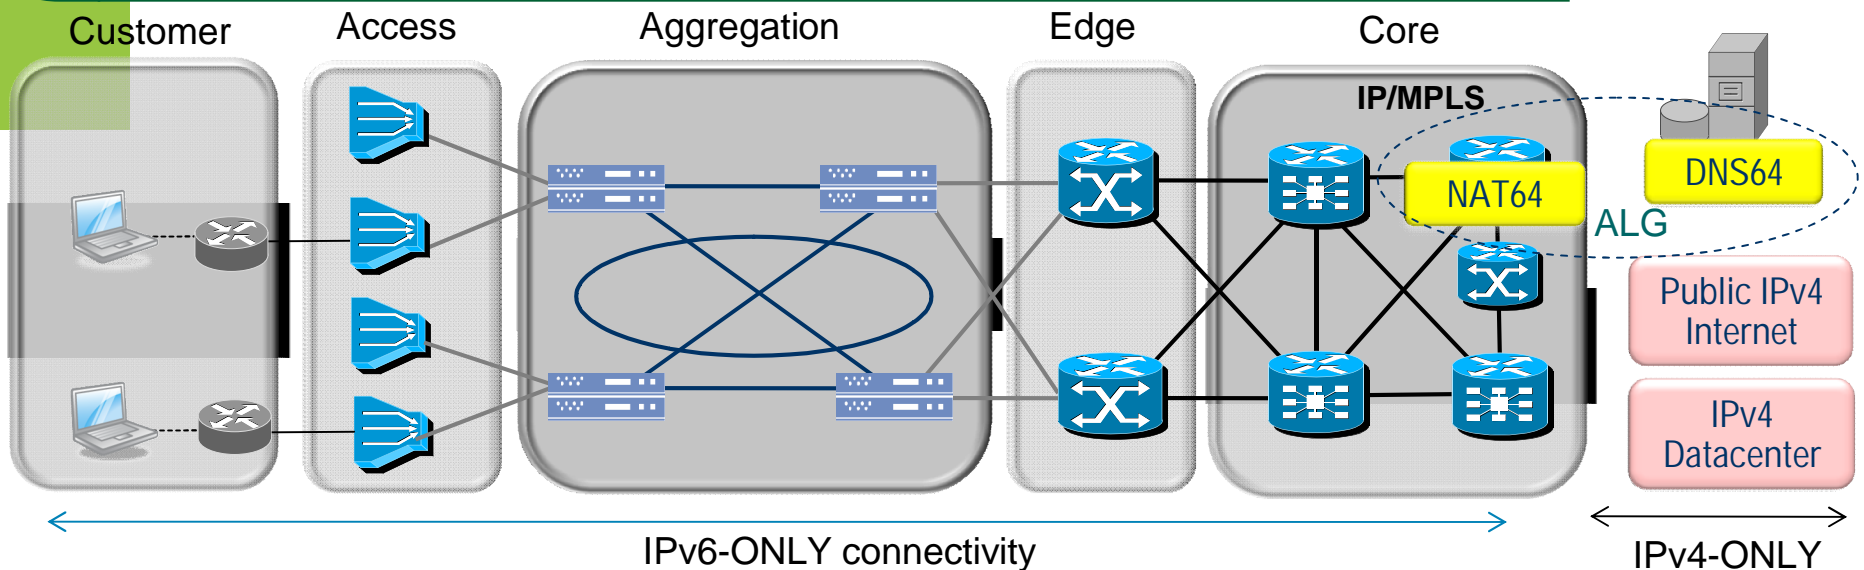 Customer
Access
Aggregation
Edge
Core
IP/MPLS
NAT64
DNS64
ALG
Public IPv4
Internet
IPv4
Datacenter
IPv6-ONLY connectivity
IPv4-ONLY